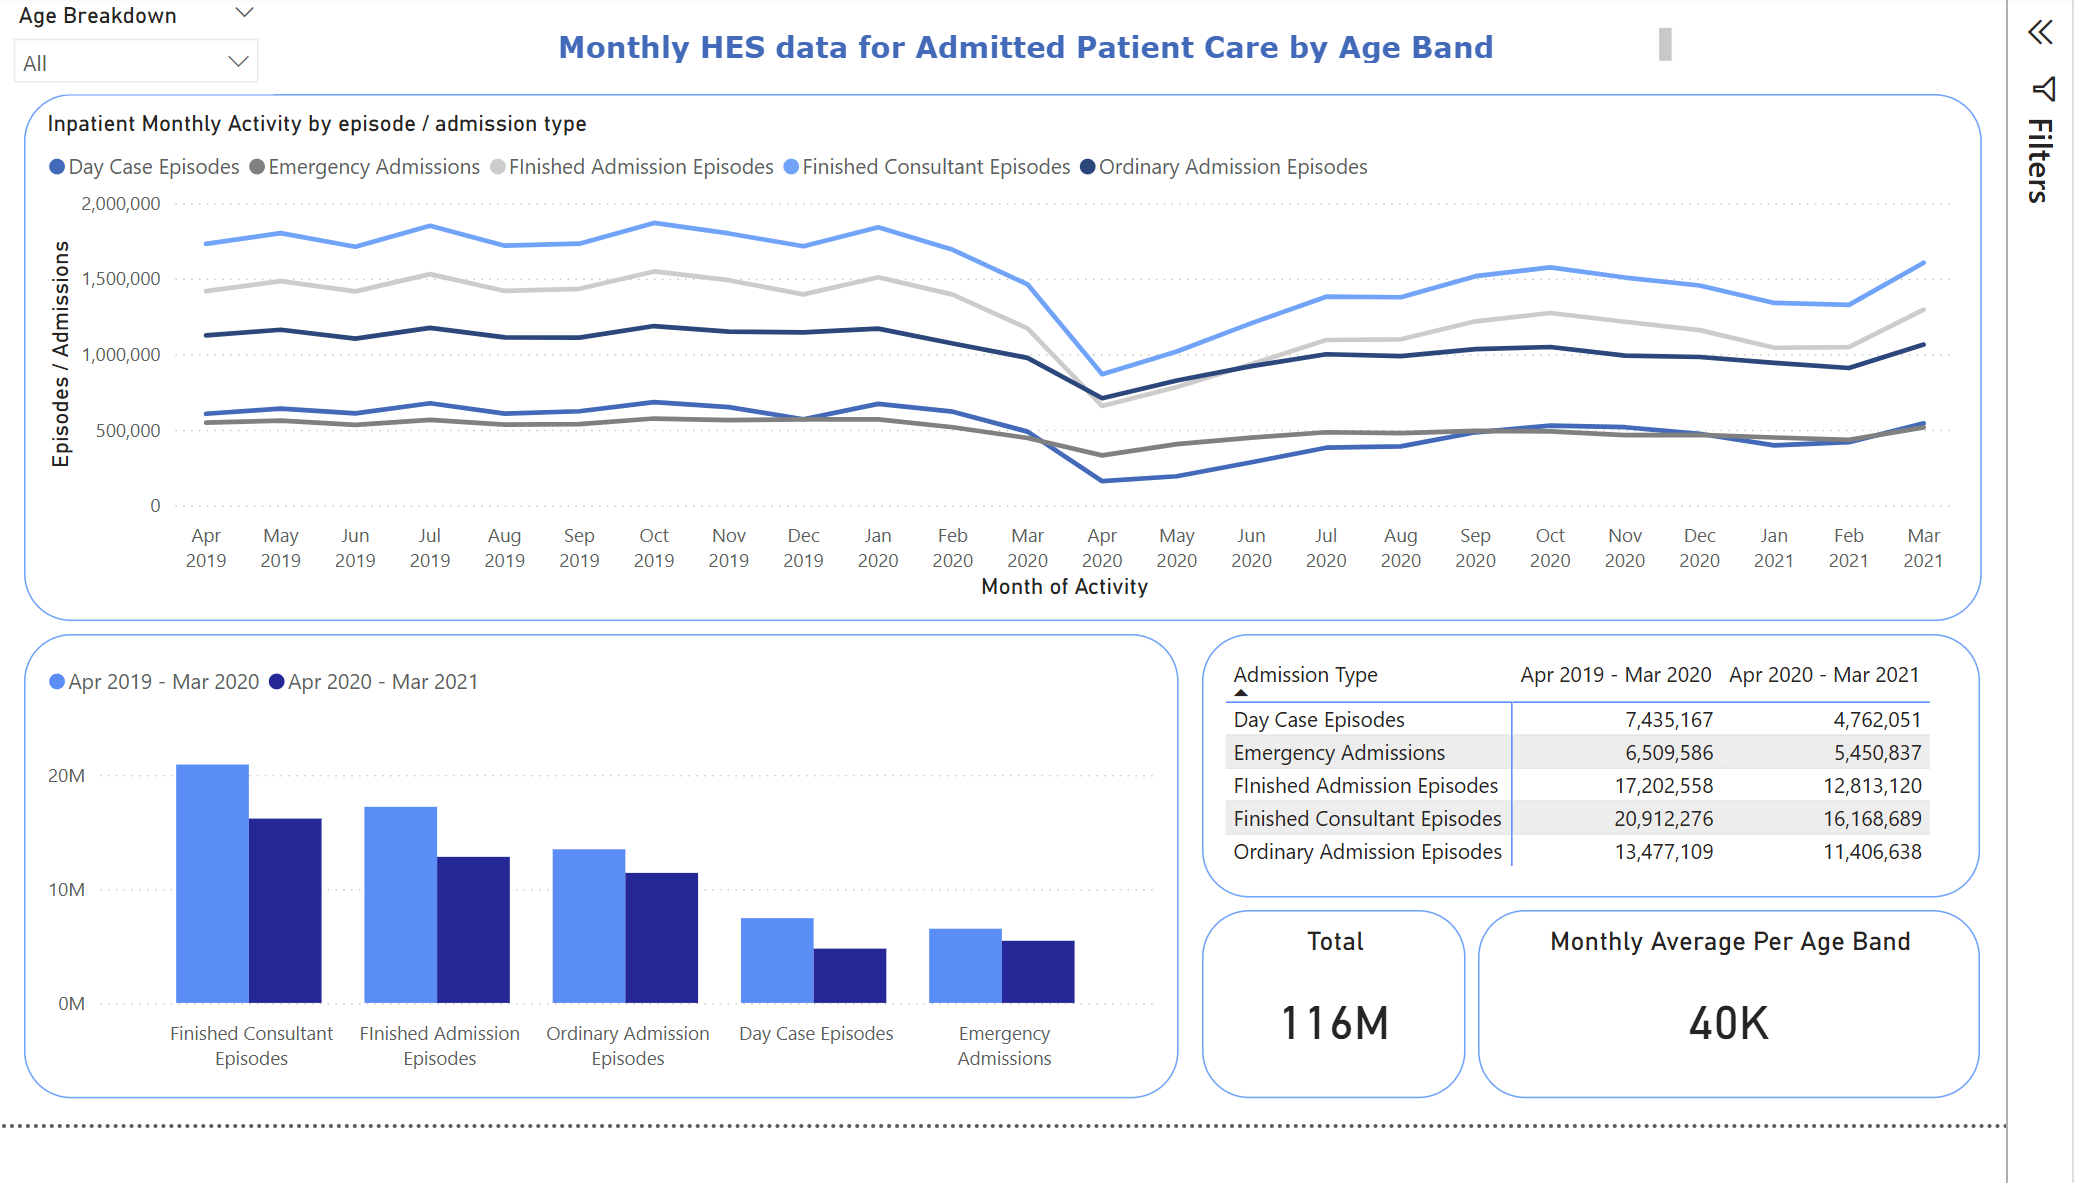 Age Breakdown
All
Monthly HES data for Admitted Patient Care by Age Band
Filters
Inpatient Monthly Activity by episode / admission type
Day Case Episodes Emergency Admissions FInished Admission Episodes Finished Consultant Episodes Ordinary Admission Episodes
Episodes / Admissions
2,000,000
1,500,000
1,000,000
500,000
0
Apr May Jun Jul Aug Sep Oct Nov Dec Jan Feb Mar Apr May Jun Jul Aug Sep Oct Nov Dec Jan Feb Mar
2019 2019 2019 2019 2019 2019 2019 2019 2019 2020 2020 2020 2020 2020 2020 2020 2020 2020 2020 2020 2020 2021 2021 2021
Month of Activity
Apr 2019 - Mar 2020 Apr 2020 - Mar 2021
20M
10M
0M
Finished Consultant FInished Admission Ordinary Admission Day Case Episodes Emergency
Episodes Episodes Episodes Admissions
Admission Type Apr 2019 - Mar 2020 Apr 2020 - Mar 2021
Day Case Episodes 7,435,167 4,762,051
Emergency Admissions 6,509,586 5,450,837
FInished Admission Episodes 17,202,558 12,813,120
Finished Consultant Episodes 20,912,276 16,168,689
Ordinary Admission Episodes 13,477,109 11,406,638
Total
116M
Monthly Average Per Age Band
40K